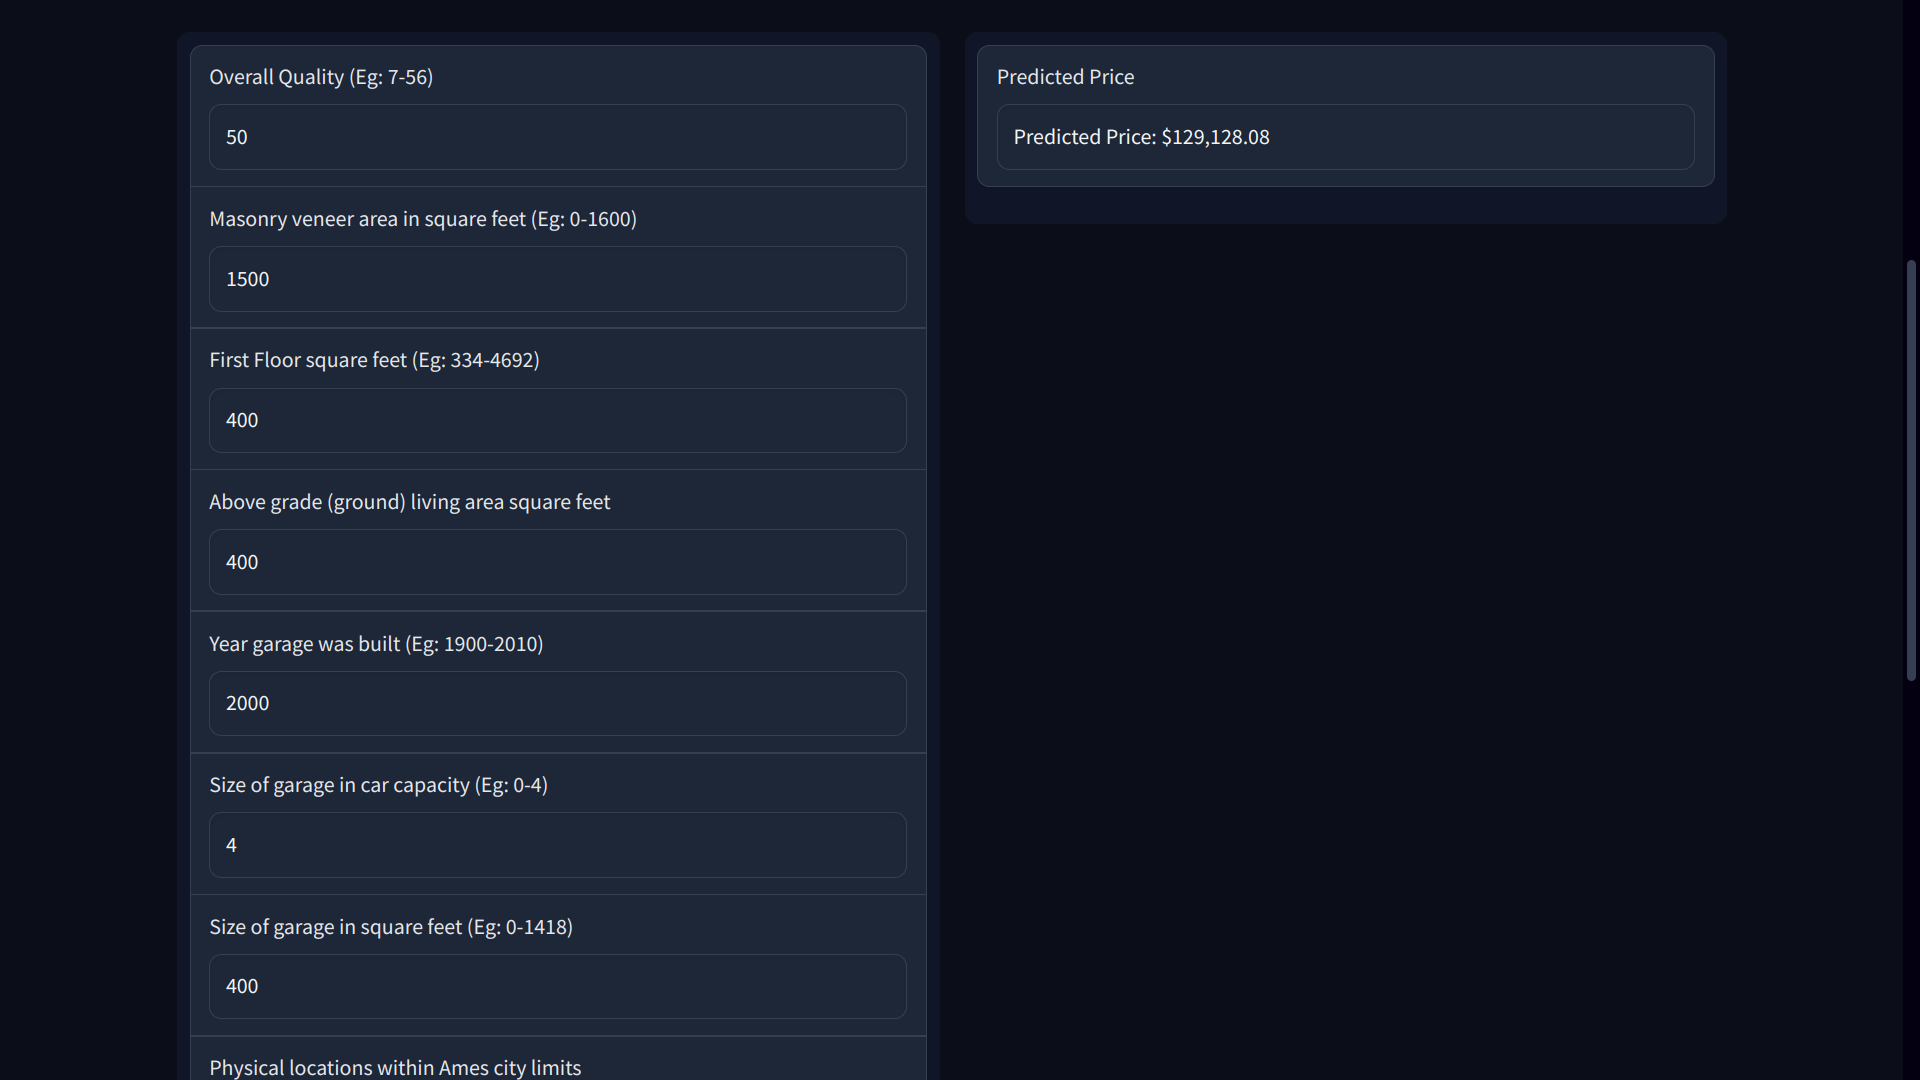 Overall Quality (Eg: 7-56)
50
Masonry veneer area in square feet (Eg: 0-1600)
1500
First Floor square feet (Eg: 334-4692)
400
Above grade (ground) living area square feet
400
Year garage was built (Eg: 1900-2010)
2000
Size of garage in car capacity (Eg: 0-4)
4
Size of garage in square feet (Eg: 0-1418)
400
Physical locations within Ames city limits
Predicted Price
Predicted Price: $129,128.08